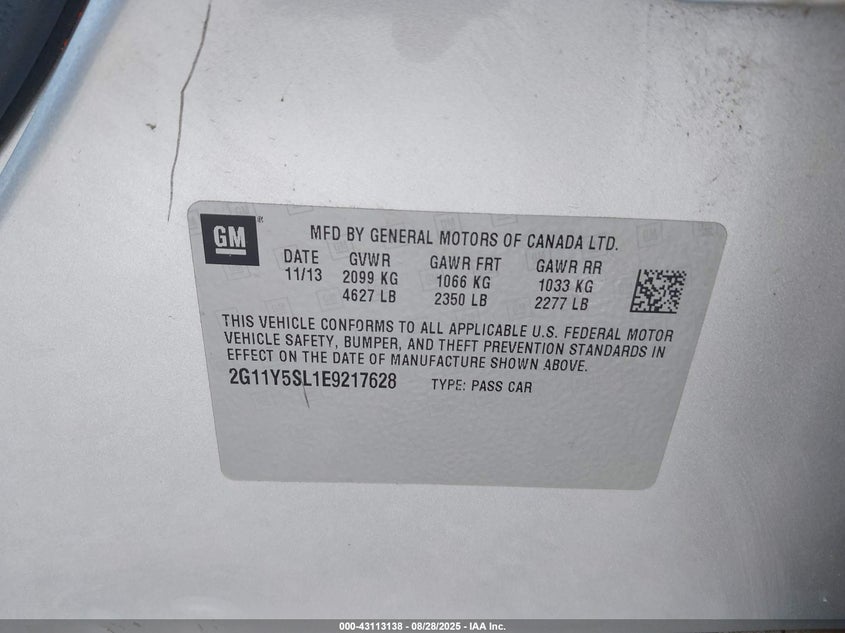 GM
MFD BY GENERAL MOTORS OF CANADA LTD.
DATE GVWR GAWR FRT GAWR RR
11/13 2099 KG 1066 KG 1033 KG
4627 LB 2350 LB 2277 LB
THIS VEHICLE CONFORMS TO ALL APPLICABLE U.S. FEDERAL MOTOR
VEHICLE SAFETY, BUMPER, AND THEFT PREVENTION STANDARDS IN
EFFECT ON THE DATE OF MANUFACTURE SHOWN ABOVE.
2G11Y5SL1E9217628 TYPE: PASS CAR
000-43113138 - 08/28/2025 - IAA Inc.